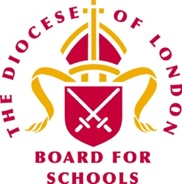 THE DIOCESE OF LONDON
BOARD FOR
SCHOOLS